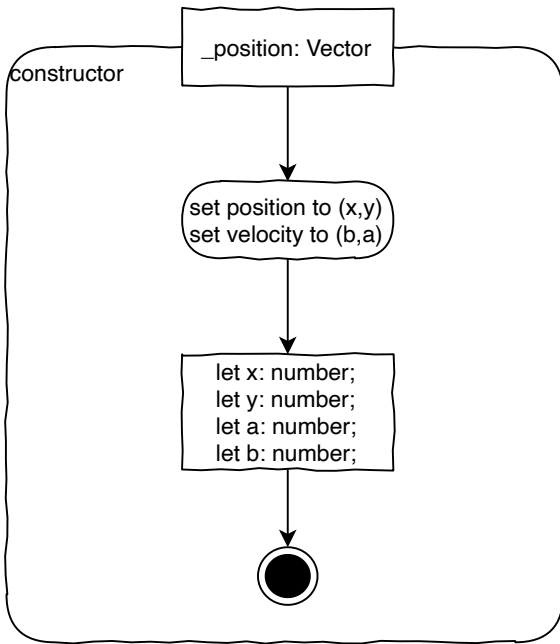 _position: Vector
constructor
set position to (x,y)
set velocity to (b,a)
let x: number;
let y: number;
let a: number;
let b: number;